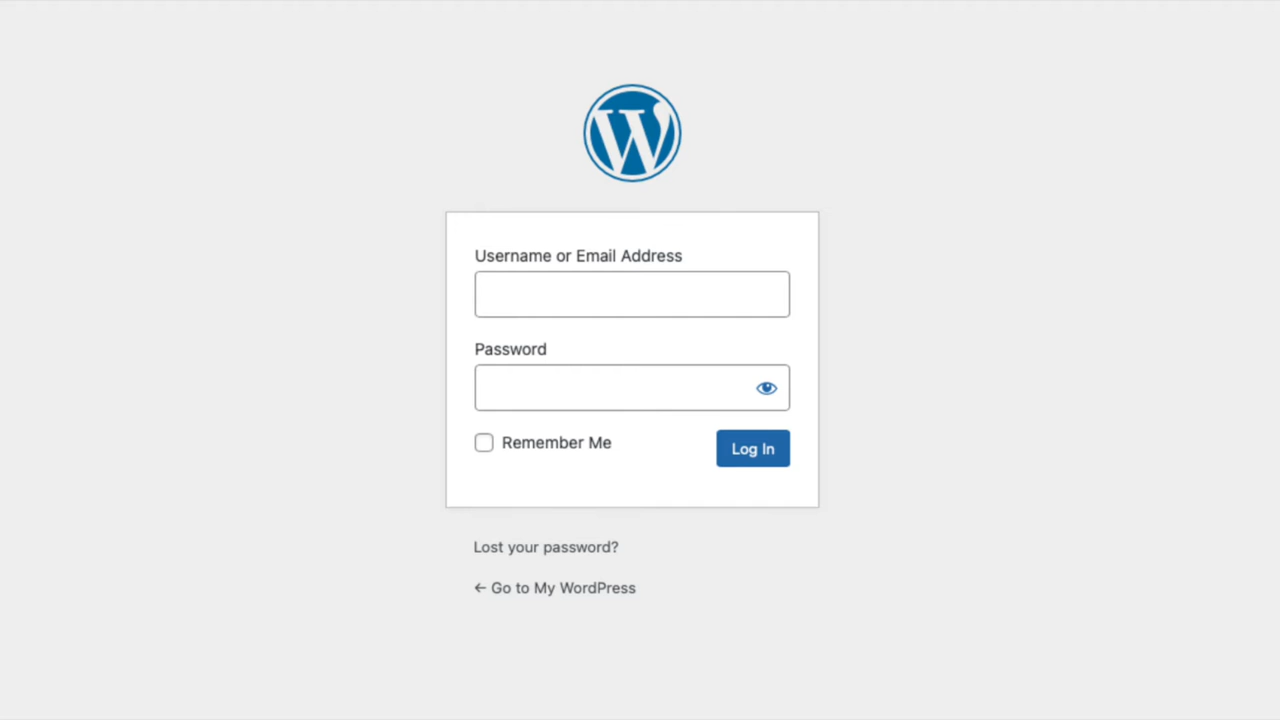 Username or Email Address
Password
Remember Me
Log In
Lost your password?
← Go to My WordPress